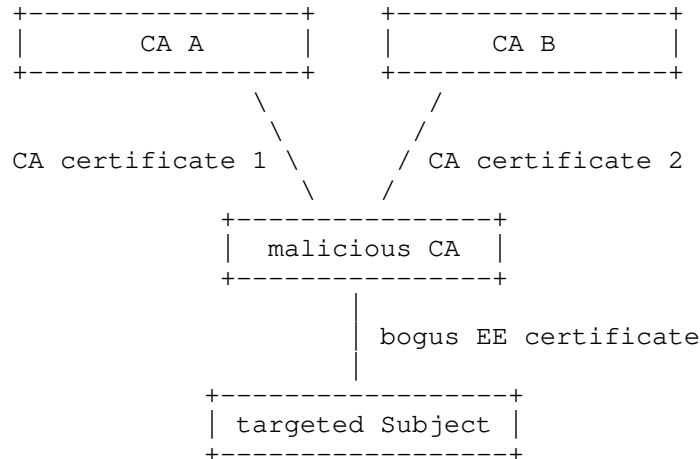 CA A CA B
CA certificate 1 CA certificate 2
malicious CA
bogus EE certificate
targeted Subject